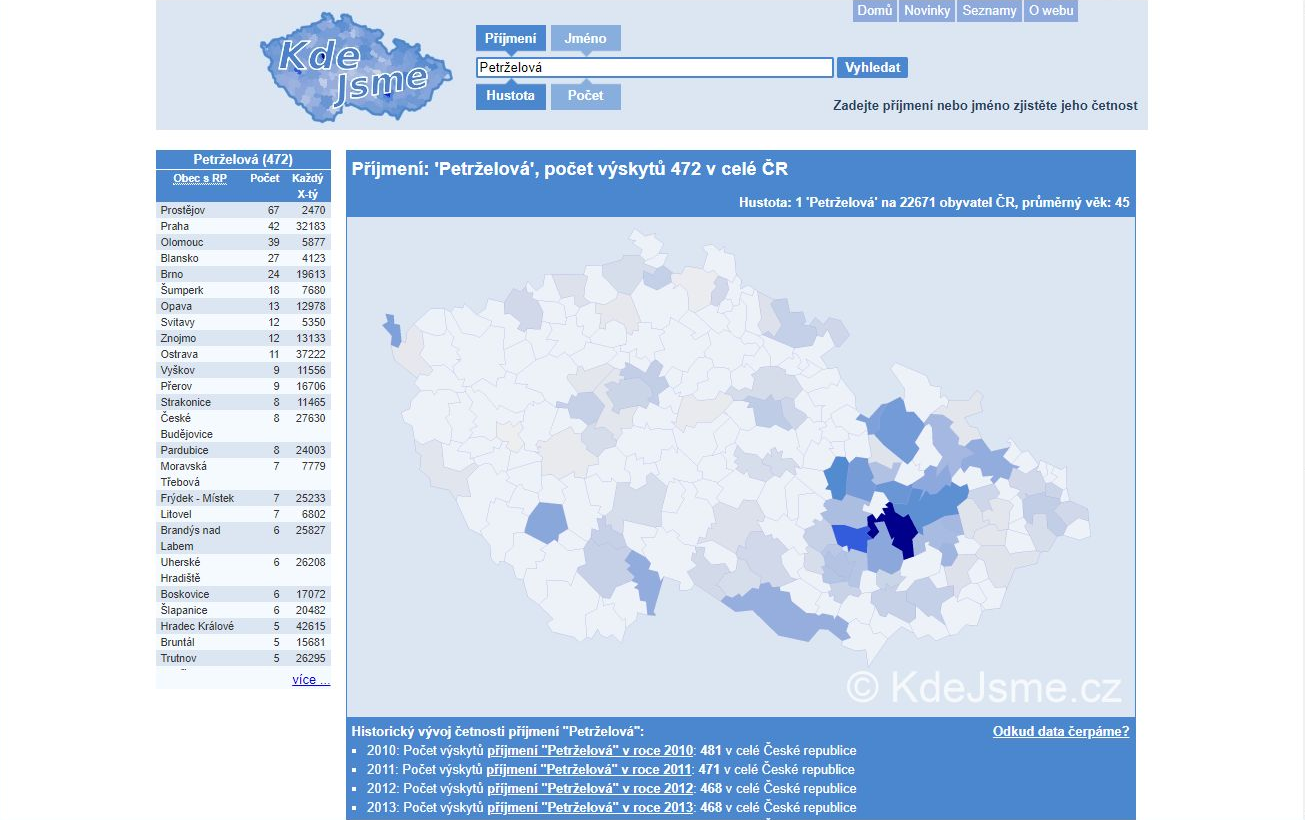 Domů Novinky Seznamy O webu
Kde
Jsme
Příjmení Jméno
Petrželová Vyhledat
Hustota Počet
Zadejte příjmení nebo jméno zjistěte jeho četnost
Petrželová (472)
Obec s RP Počet Každý
X-tý
Prostějov 67 2470
Praha 42 32183
Olomouc 39 5877
Blansko 27 4123
Brno 24 19613
Šumperk 18 7680
Opava 13 12978
Svitavy 12 5350
Znojmo 12 13133
Ostrava 11 37222
Vyškov 9 11556
Přerov 9 16706
Strakonice 8 11465
České 8 27630
Budějovice
Pardubice 8 24003
Moravská 7 7779
Třebová
Frýdek - Místek 7 25233
Litovel 7 6802
Brandýs nad 6 25827
Labem
Uherské 6 26208
Hradiště
Boskovice 6 17072
Šlapanice 6 20482
Hradec Králové 5 42615
Bruntál 5 15681
Trutnov 5 26295
více ...
Příjmení: 'Petrželová', počet výskytů 472 v celé ČR
Hustota: 1 'Petrželová' na 22671 obyvatel ČR, průměrný věk: 45
© KdeJsme.cz
Historický vývoj četnosti příjmení "Petrželová": Odkud data čerpáme?
2010: Počet výskytů příjmení "Petrželová" v roce 2010: 481 v celé České republice
2011: Počet výskytů příjmení "Petrželová" v roce 2011: 471 v celé České republice
2012: Počet výskytů příjmení "Petrželová" v roce 2012: 468 v celé České republice
2013: Počet výskytů příjmení "Petrželová" v roce 2013: 468 v celé České republice